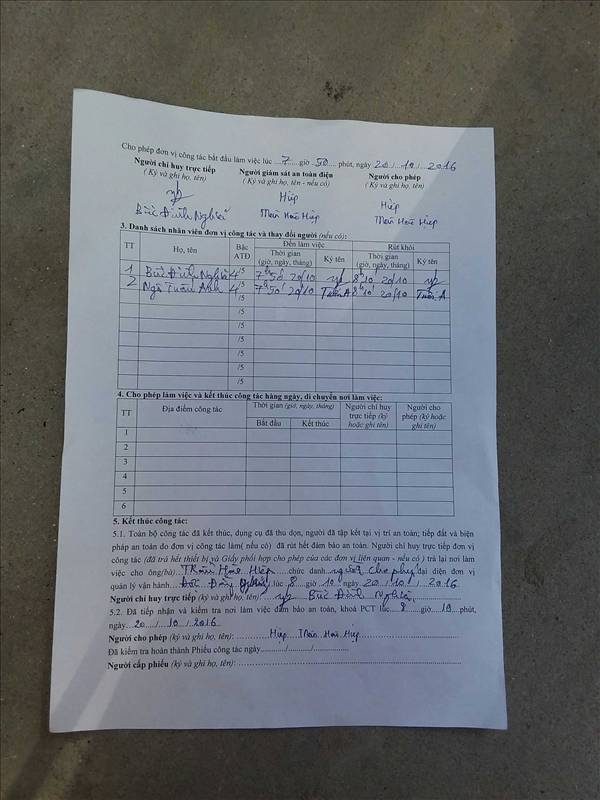 Cho phép đơn vị công tác bắt đầu làm việc lúc ....7.... giờ ..50.... phút, ngày 20 / 10 / 2016
Người chỉ huy trực tiếp Người giám sát an toàn điện Người cho phép
( Ký và ghi họ, tên) ( Ký và ghi họ, tên - nếu có) ( Ký và ghi họ, tên)
Hiệp Hiệp
Bùi Đình Nghĩa Trần Hoà Hiệp Trần Hoà Hiệp
3. Danh sách nhân viên đơn vị công tác và thay đổi người (nếu có):
TT Họ, tên Bậc ATĐ Đến làm việc Rút khỏi
Thời gian (giờ, ngày, tháng) Ký tên Thời gian (giờ, ngày, tháng) Ký tên
1 Bùi Đình Nghĩa 4/5 7h50' 20/10 8h10' 20/10
2 Ngô Tuấn Anh 4/5 7h50' 20/10 Tuấn A 8h10' 20/10 Tuấn A
/5
/5
/5
/5
/5
/5
4. Cho phép làm việc và kết thúc công tác hàng ngày, di chuyển nơi làm việc:
TT Địa điểm công tác Thời gian (giờ, ngày, tháng) Người chỉ huy trực tiếp (ký hoặc ghi tên) Người cho phép (ký hoặc ghi tên)
Bắt đầu Kết thúc
1
2
3
4
5
6
5. Kết thúc công tác:
5.1. Toàn bộ công tác đã kết thúc, dụng cụ đã thu dọn, người đã tập kết tại vị trí an toàn; tiếp đất và biện
pháp an toàn do đơn vị công tác làm( nếu có) đã rút hết đảm bảo an toàn. Người chỉ huy trực tiếp đơn vị
công tác (đã trả hết thiết bị và Giấy phối hợp cho phép của các đơn vị liên quan - nếu có ) trả lại nơi làm
việc cho ông(bà) Trần Hoà Hiệp chức danh người cho phép đại diện đơn vị
quản lý vận hành lúc 8 giờ 10 ngày 20 / 10 / 2016
Người chỉ huy trực tiếp (ký và ghi họ, tên): Bùi Đình Nghĩa
5.2. Đã tiếp nhận và kiểm tra nơi làm việc đảm bảo an toàn, khoá PCT lúc 8 giờ 10 phút,
ngày 20 / 10 / 2016
Người cho phép (ký và ghi họ, tên): Hiệp Trần Hoà Hiệp
Đã kiểm tra hoàn thành Phiếu công tác ngày........../........../..........
Người cấp phiếu (ký và ghi họ, tên):